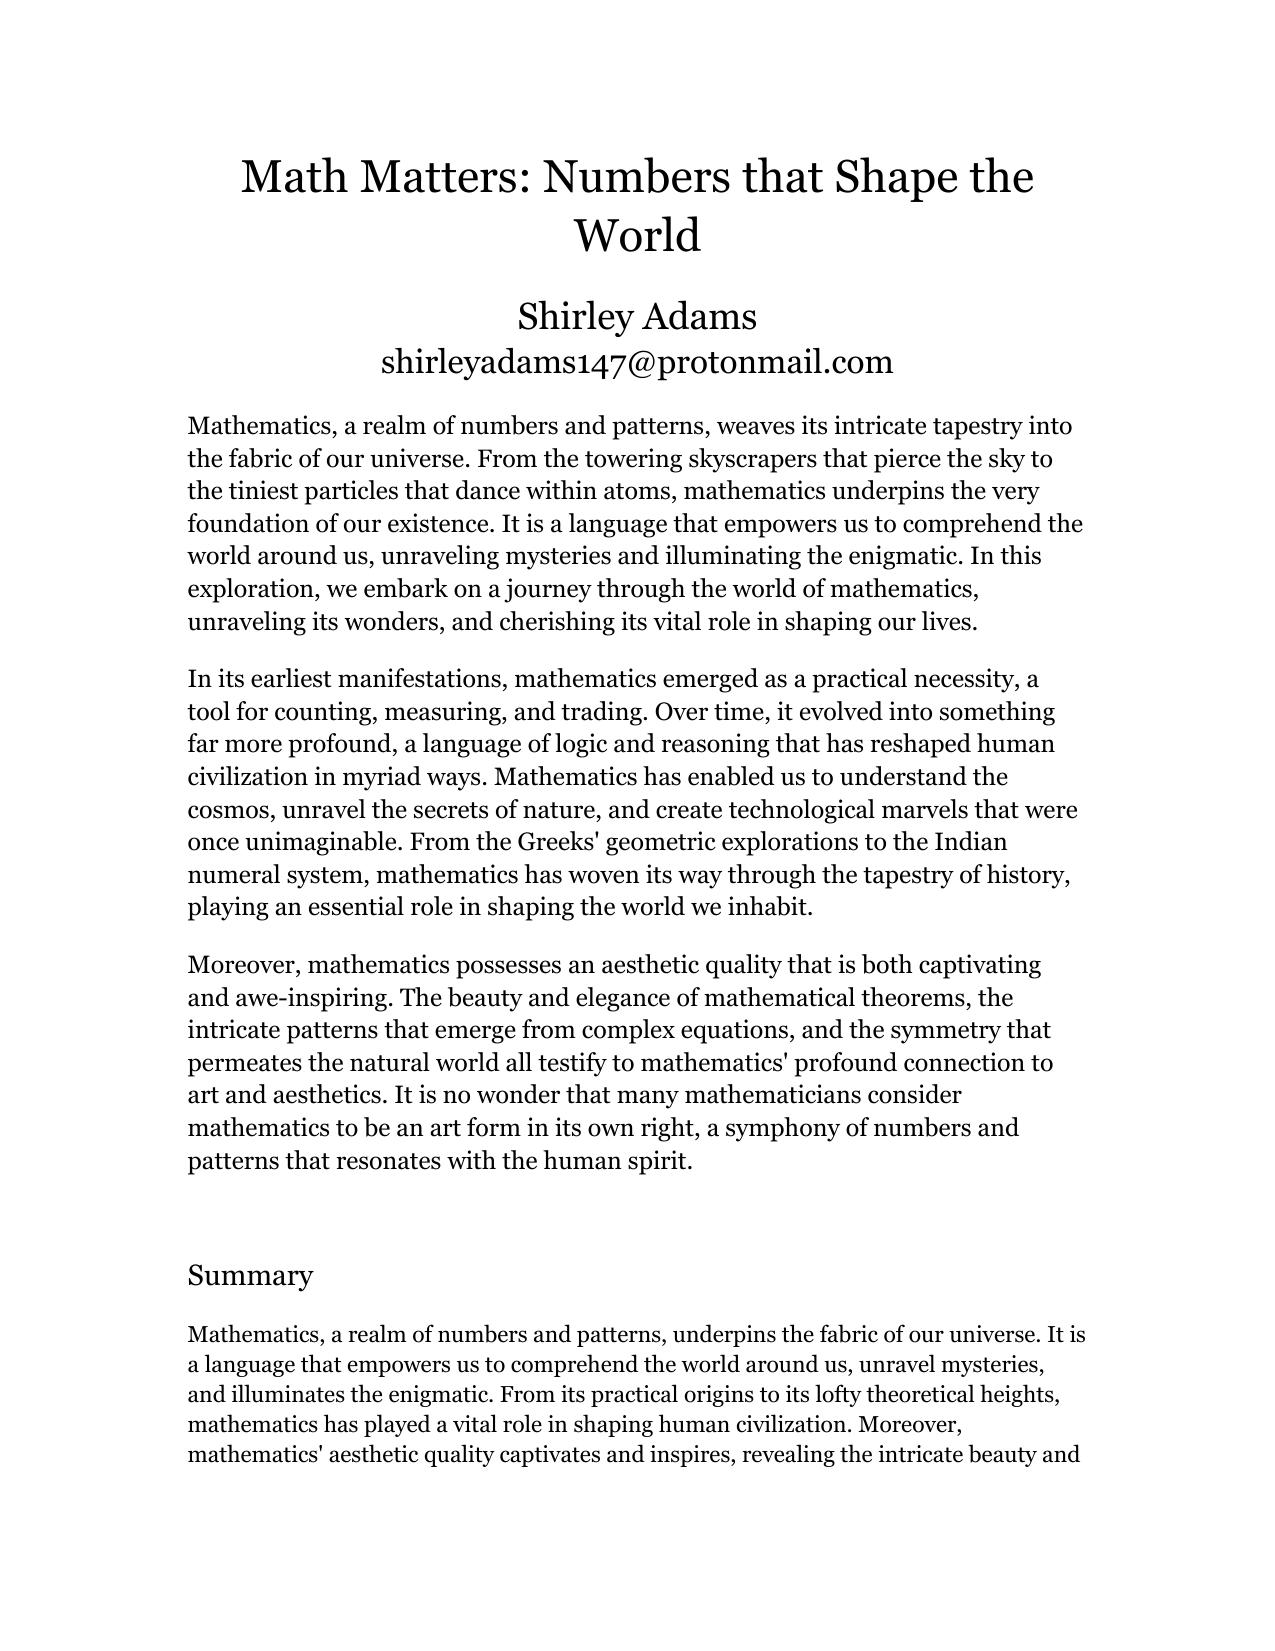 Math Matters: Numbers that Shape the
World
Shirley Adams
shirleyadams147@protonmail.com
Mathematics, a realm of numbers and patterns, weaves its intricate tapestry into
the fabric of our universe. From the towering skyscrapers that pierce the sky to
the tiniest particles that dance within atoms, mathematics underpins the very
foundation of our existence. It is a language that empowers us to comprehend the
world around us, unraveling mysteries and illuminating the enigmatic. In this
exploration, we embark on a journey through the world of mathematics,
unraveling its wonders, and cherishing its vital role in shaping our lives.
In its earliest manifestations, mathematics emerged as a practical necessity, a
tool for counting, measuring, and trading. Over time, it evolved into something
far more profound, a language of logic and reasoning that has reshaped human
civilization in myriad ways. Mathematics has enabled us to understand the
cosmos, unravel the secrets of nature, and create technological marvels that were
once unimaginable. From the Greeks' geometric explorations to the Indian
numeral system, mathematics has woven its way through the tapestry of history,
playing an essential role in shaping the world we inhabit.
Moreover, mathematics possesses an aesthetic quality that is both captivating
and awe-inspiring. The beauty and elegance of mathematical theorems, the
intricate patterns that emerge from complex equations, and the symmetry that
permeates the natural world all testify to mathematics' profound connection to
art and aesthetics. It is no wonder that many mathematicians consider
mathematics to be an art form in its own right, a symphony of numbers and
patterns that resonates with the human spirit.
Summary
Mathematics, a realm of numbers and patterns, underpins the fabric of our universe. It is
a language that empowers us to comprehend the world around us, unravel mysteries,
and illuminates the enigmatic. From its practical origins to its lofty theoretical heights,
mathematics has played a vital role in shaping human civilization. Moreover,
mathematics' aesthetic quality captivates and inspires, revealing the intricate beauty and